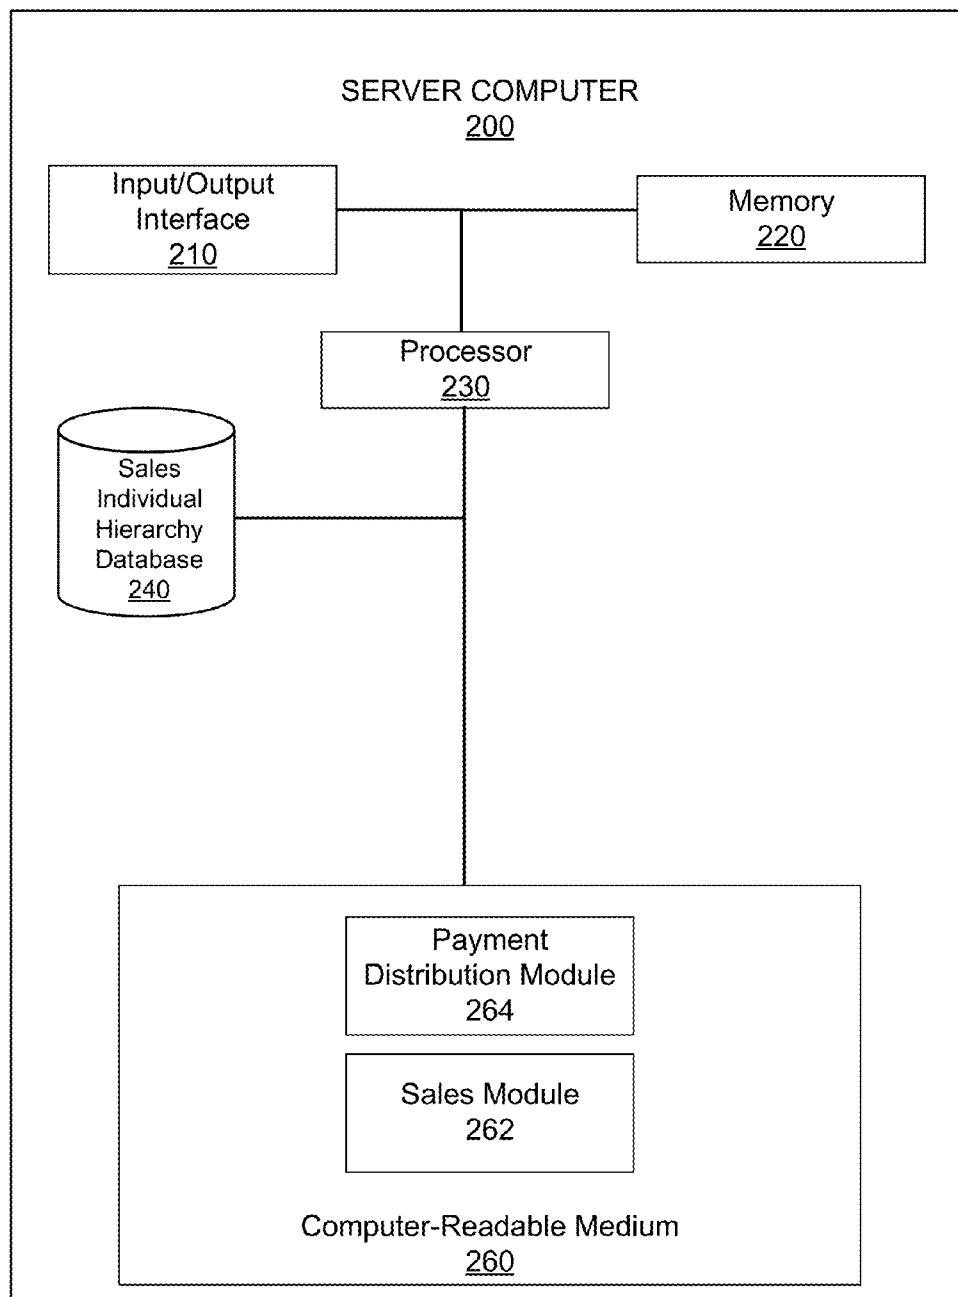 SERVER COMPUTER
200
Input/Output
Interface
210
Memory
220
Processor
230
Sales
Individual
Hierarchy
Database
240
Payment
Distribution Module
264
Sales Module
262
Computer-Readable Medium
260